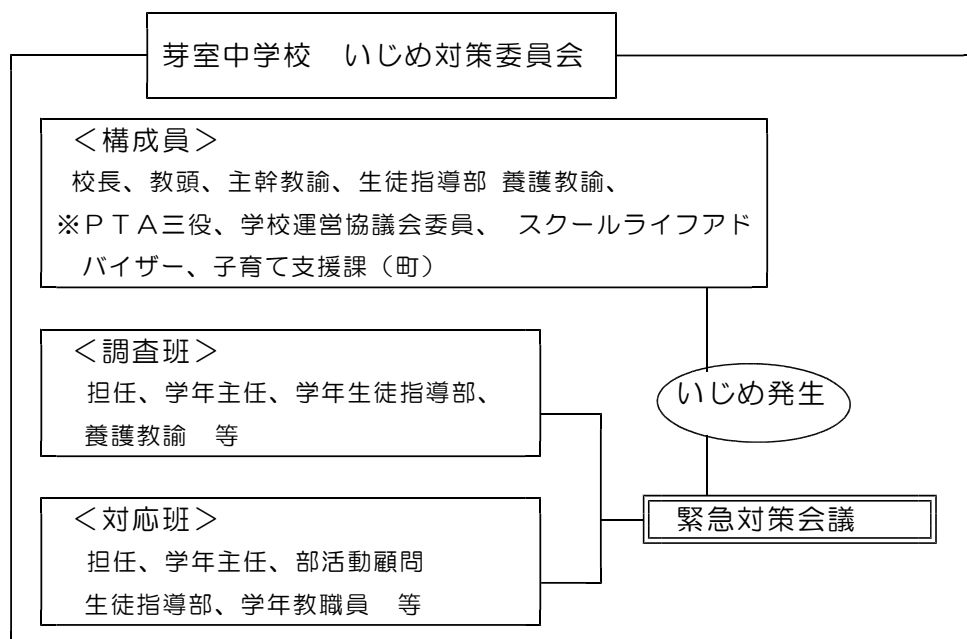 芽室中学校　いじめ対策委員会
＜構成員＞
校長、教頭、主幹教諭、生徒指導部 養護教諭、
※ＰＴＡ三役、学校運営協議会委員、 スクールライフアド
バイザー、子育て支援課（町）
＜調査班＞
担任、学年主任、学年生徒指導部、
養護教諭　等
いじめ発生
＜対応班＞
担任、学年主任、部活動顧問
生徒指導部、学年教職員　等
緊急対策会議